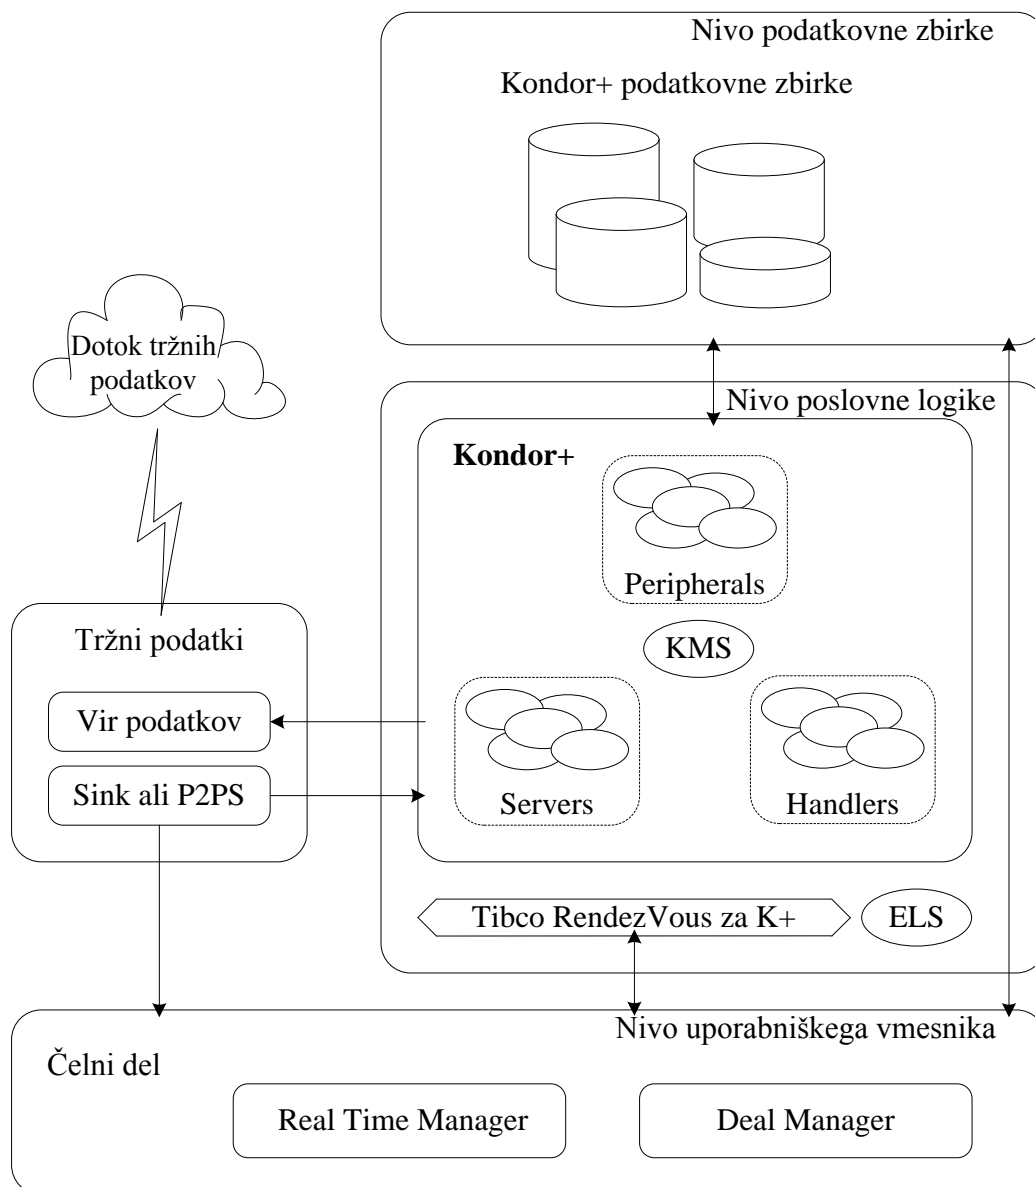 Nivo podatkovne zbirke
Kondor+ podatkovne zbirke
Dotok tržnih
podatkov
Nivo poslovne logike
Kondor+
Peripherals
KMS
Tržni podatki
Vir podatkov
Sink ali P2PS
Servers
Handlers
Tibco RendezVous za K+
ELS
Nivo uporabniškega vmesnika
Čelni del
Real Time Manager
Deal Manager